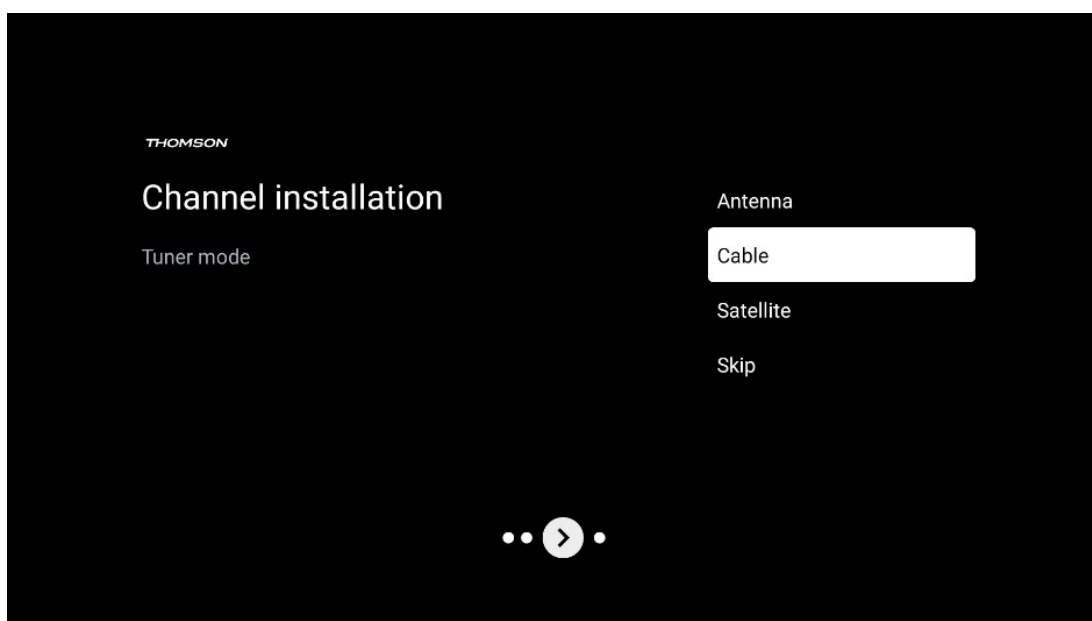 THOMSON
Channel installation
Tuner mode
Antenna
Cable
Satellite
Skip